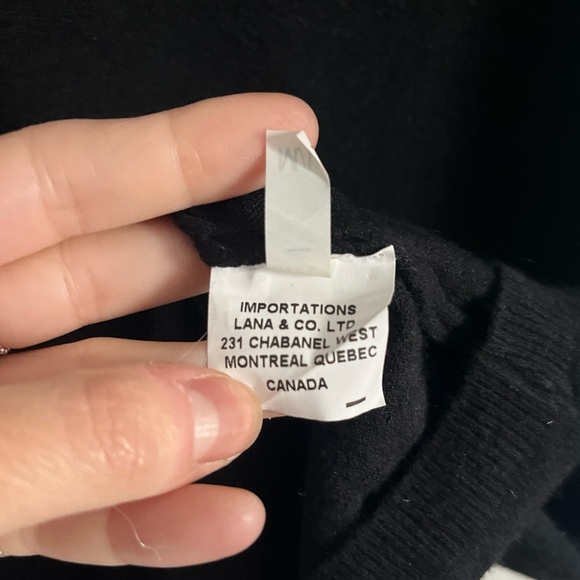 IMPORTATIONS
LANA & CO. LTD
231 CHABANEL WEST
MONTREAL QUEBEC
CANADA